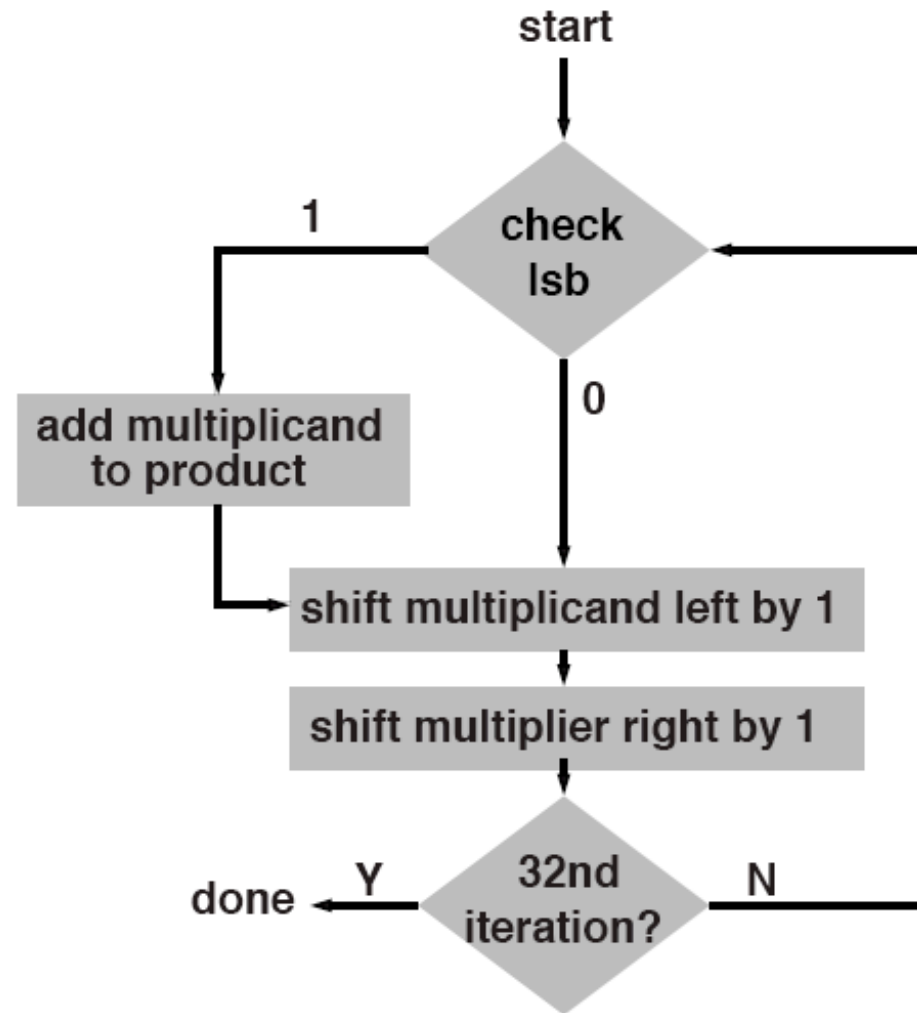 start
1
check
lsb
0
add multiplicand
to product
shift multiplicand left by 1
shift multiplier right by 1
32nd
iteration?
Y
N
done